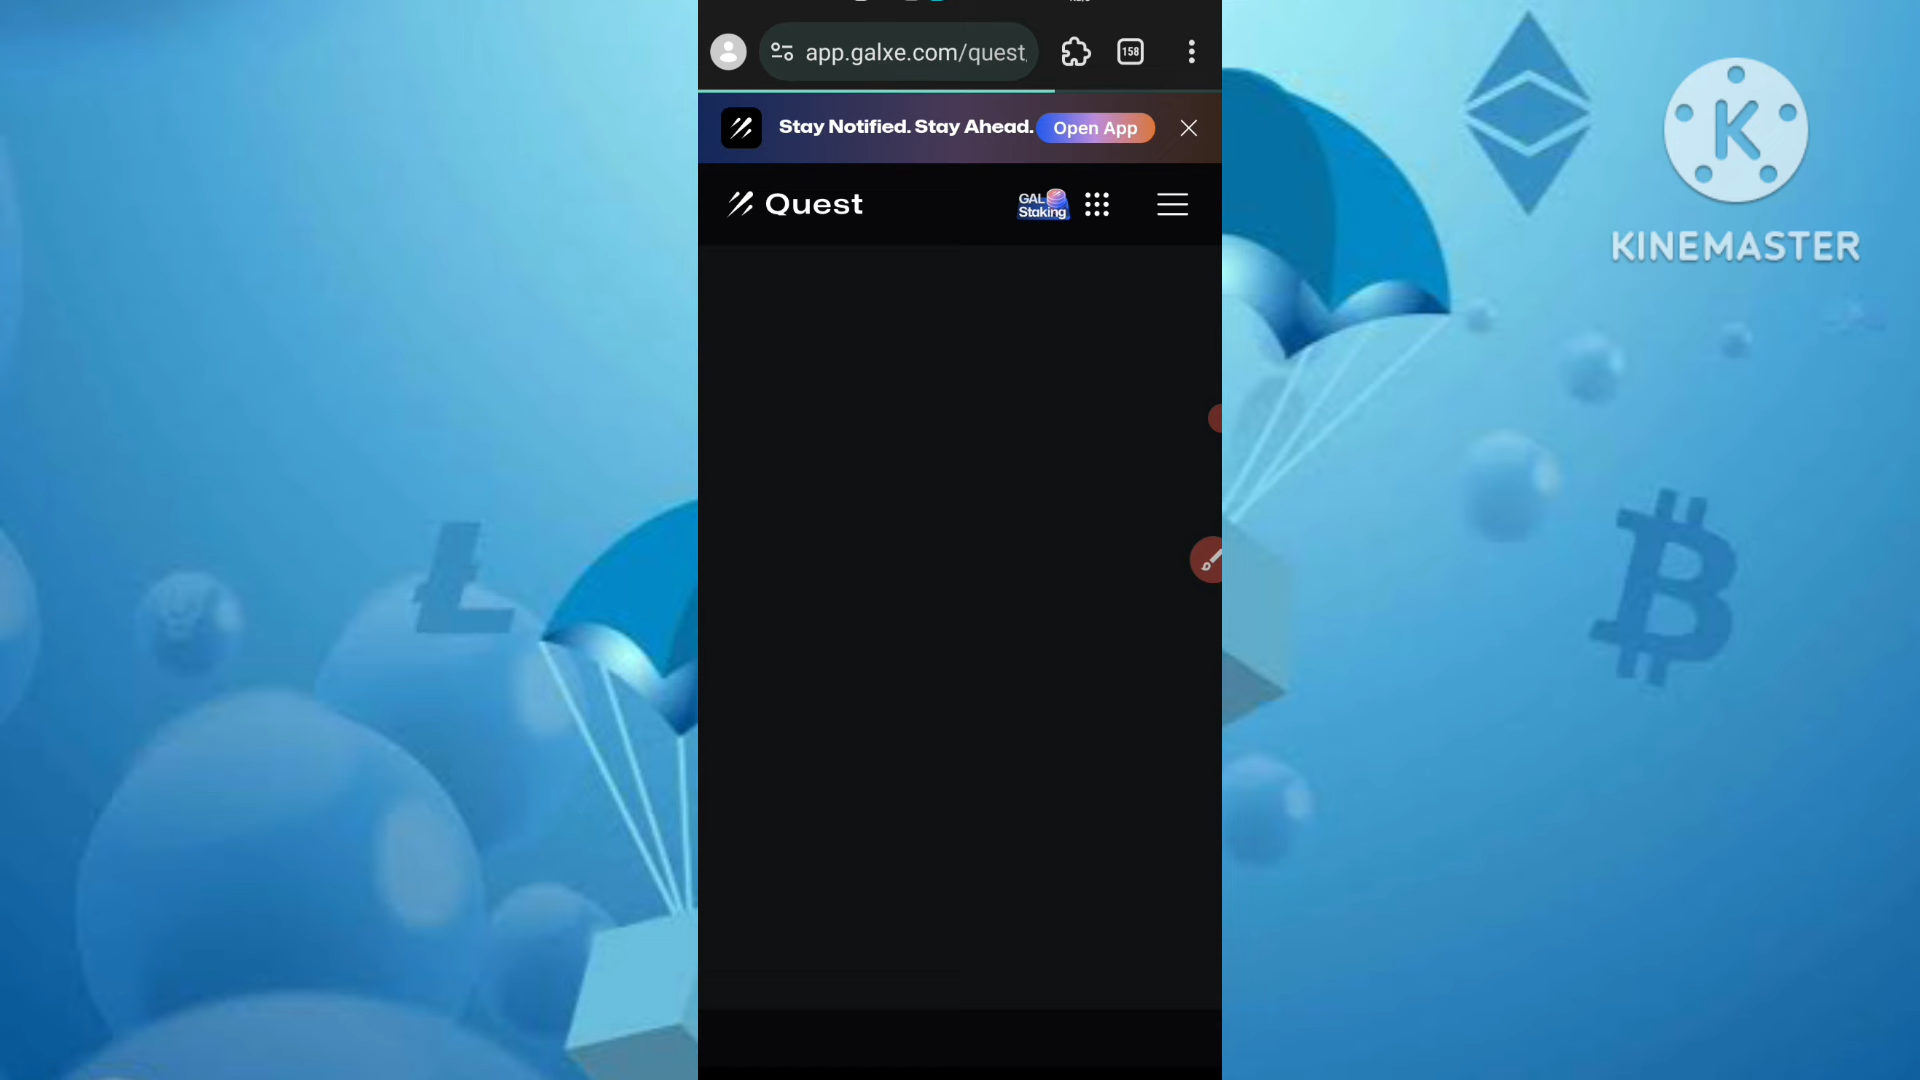 app.galxe.com/quest
158
Stay Notified. Stay Ahead.
Open App
Quest
GAL
Staking
K
KINEMASTER